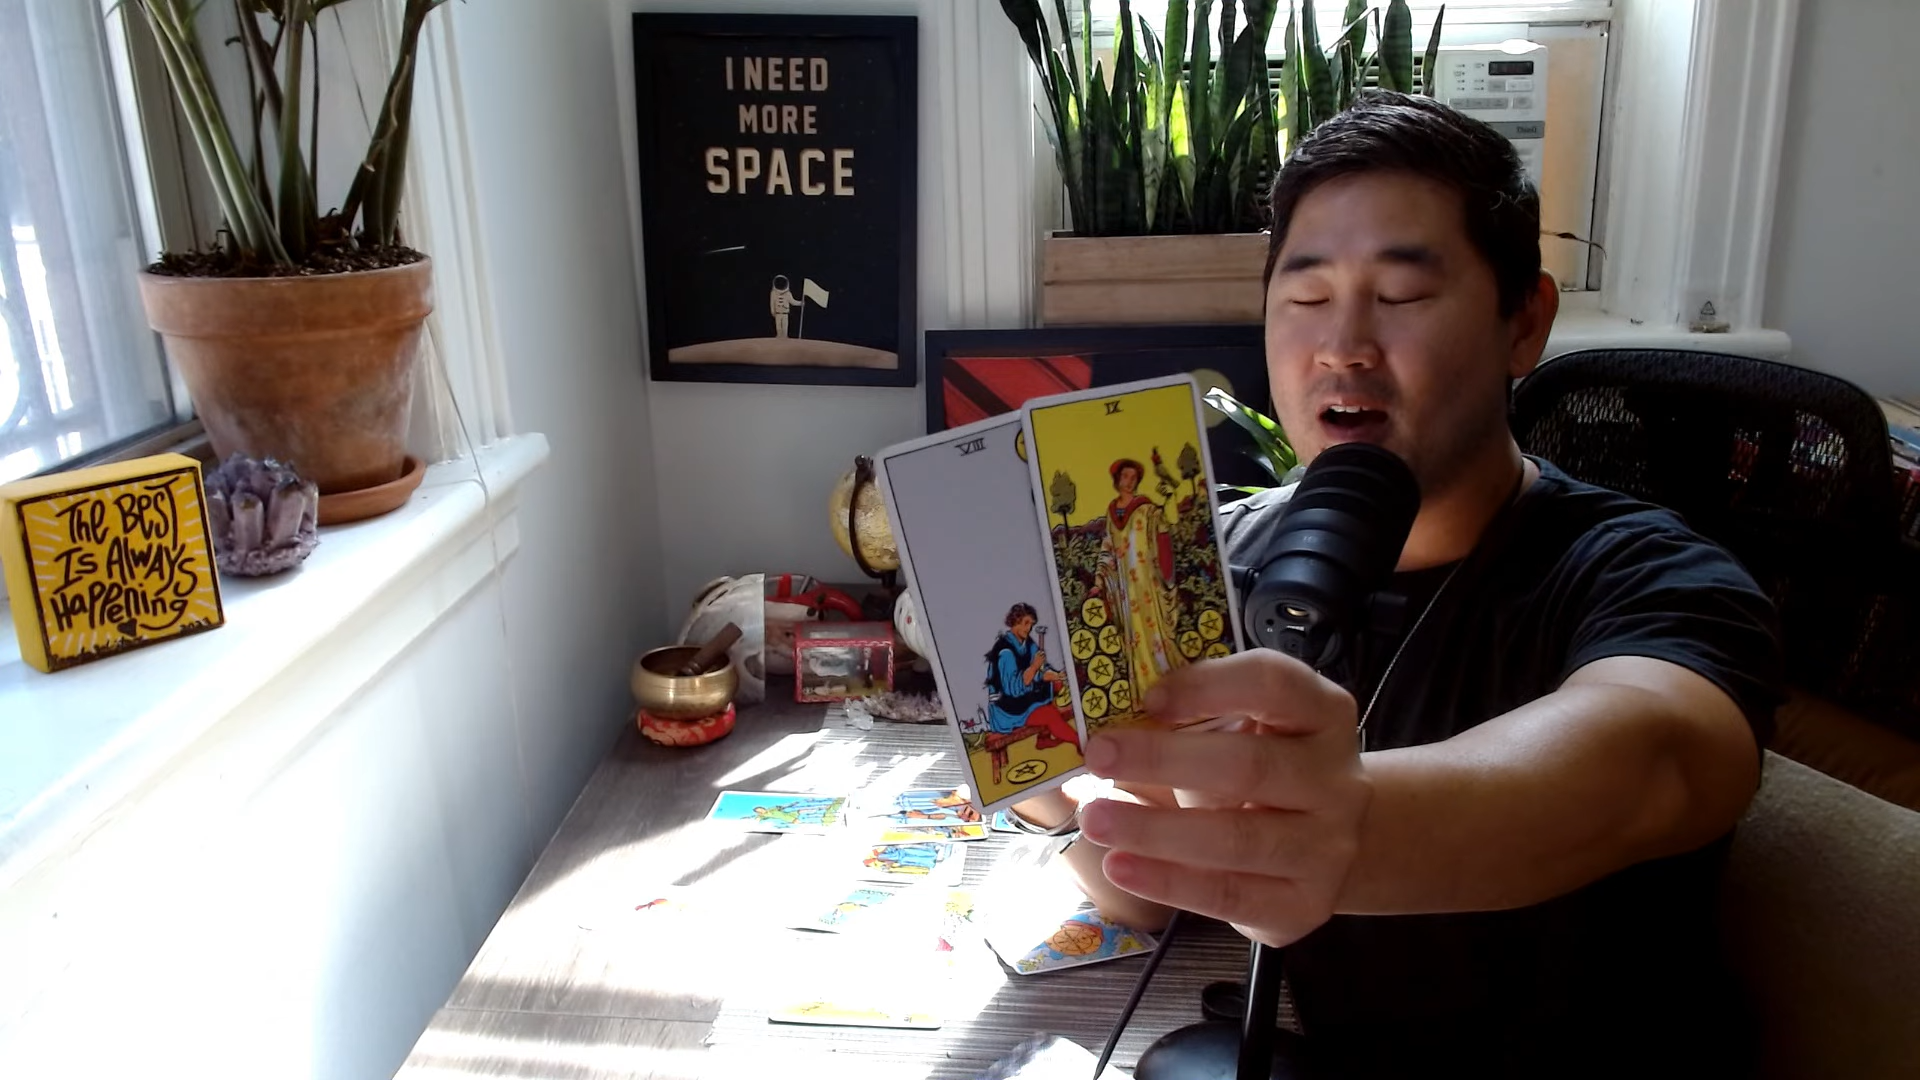 I NEED
MORE
SPACE
The BesT
Is Always
HAppening
VIII
IX